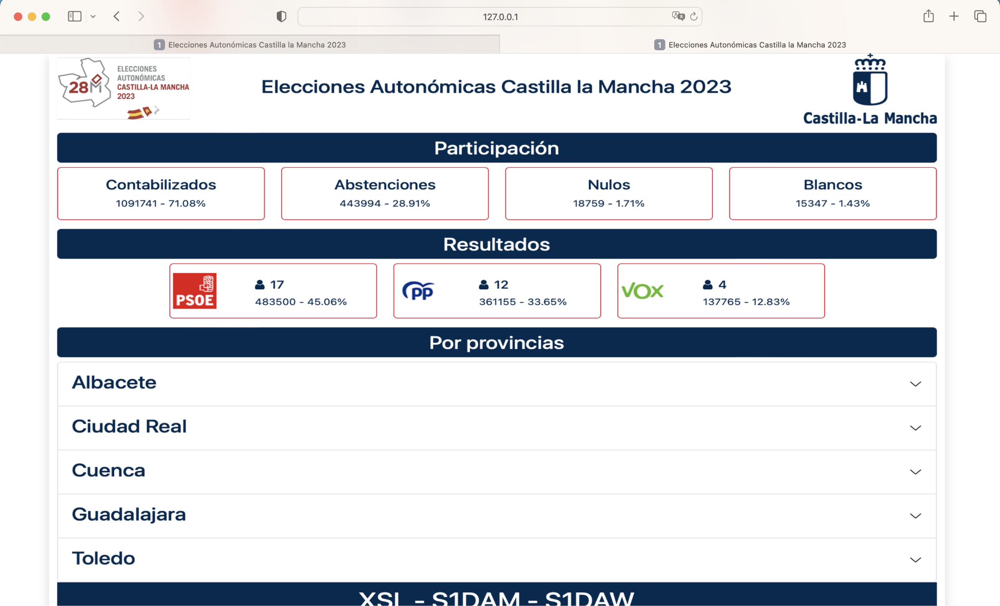 127.0.0.1
1 Elecciones Autonómicas Castilla la Mancha 2023
1 Elecciones Autonómicas Castilla la Mancha 2023
28M
ELECCIONES
AUTONÓMICAS
CASTILLA-LA MANCHA
2023
Elecciones Autonómicas Castilla la Mancha 2023
Castilla-La Mancha
Participación
Contabilizados
1091741 - 71.08%
Abstenciones
443994 - 28.91%
Nulos
18759 - 1.71%
Blancos
15347 - 1.43%
Resultados
PSOE
17
483500 - 45.06%
PP
12
361155 - 33.65%
VOX
4
137765 - 12.83%
Por provincias
Albacete
Ciudad Real
Cuenca
Guadalajara
Toledo
XSL - S1DAM - S1DAW